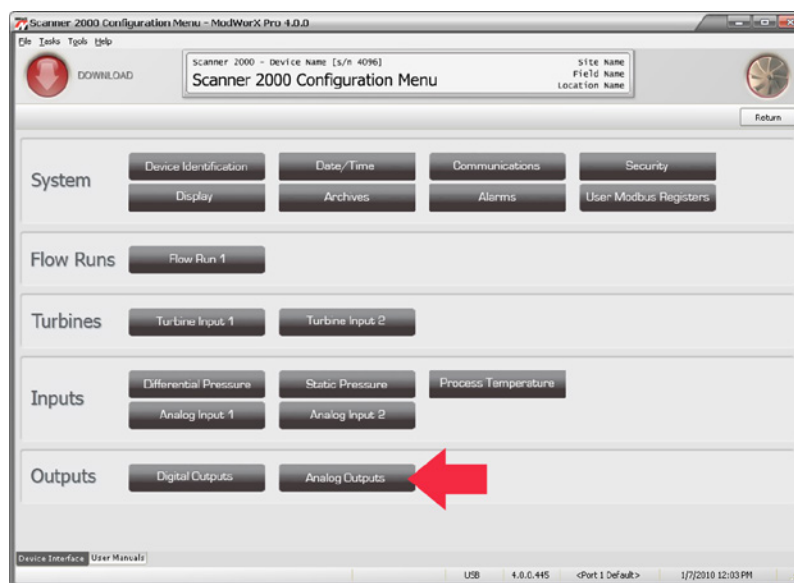 Scanner 2000 Configuration Menu - ModWorX Pro 4.0.0
File Tasks Tools Help
DOWNLOAD
Scanner 2000 - Device Name [s/n 4096]
Scanner 2000 Configuration Menu
Site Name
Field Name
Location Name
Return
System
Device Identification Date/Time Communications Security
Display Archives Alarms User Modbus Registers
Flow Runs Flow Run 1
Turbines Turbine Input 1 Turbine Input 2
Inputs
Differential Pressure Static Pressure Process Temperature
Analog Input 1 Analog Input 2
Outputs Digital Outputs Analog Outputs
Device Interface User Manuals
USB 4.0.0.445 <Port 1 Default> 1/7/2010 12:03 PM